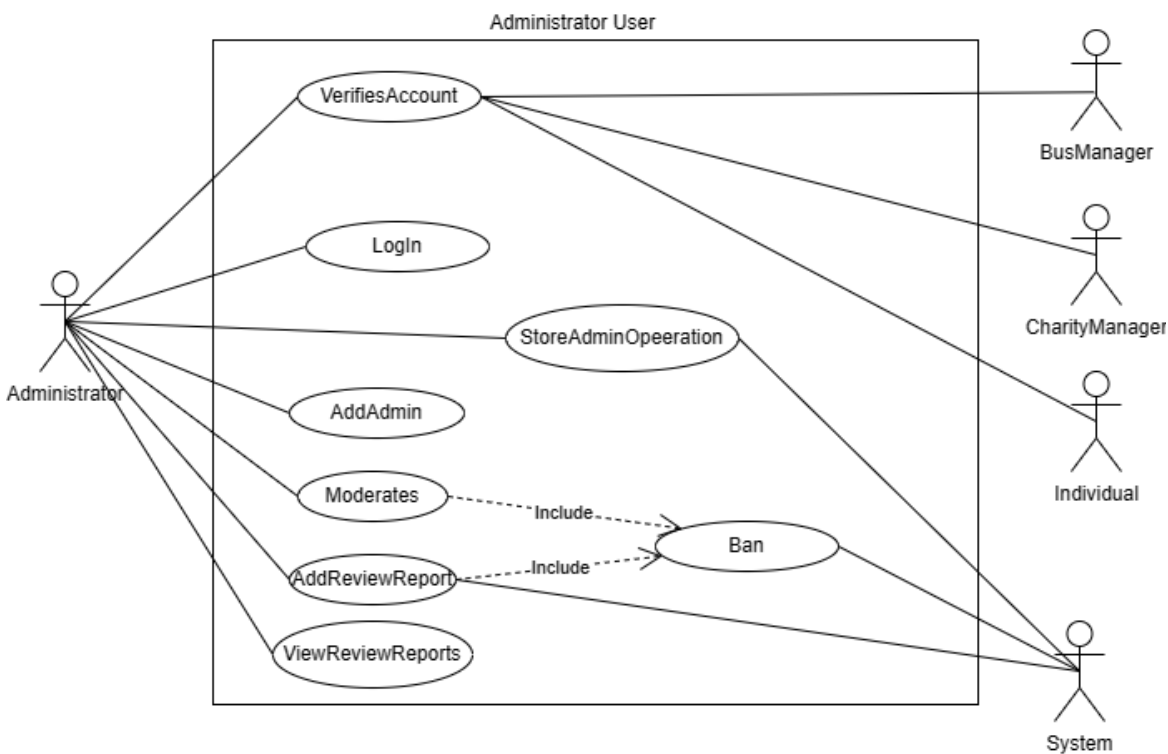 Administrator User
VerifiesAccount
BusManager
LogIn
CharityManager
StoreAdminOpeeration
Administrator
AddAdmin
Individual
Moderates
Include
Ban
Include
AddReviewReport
ViewReviewReports
System